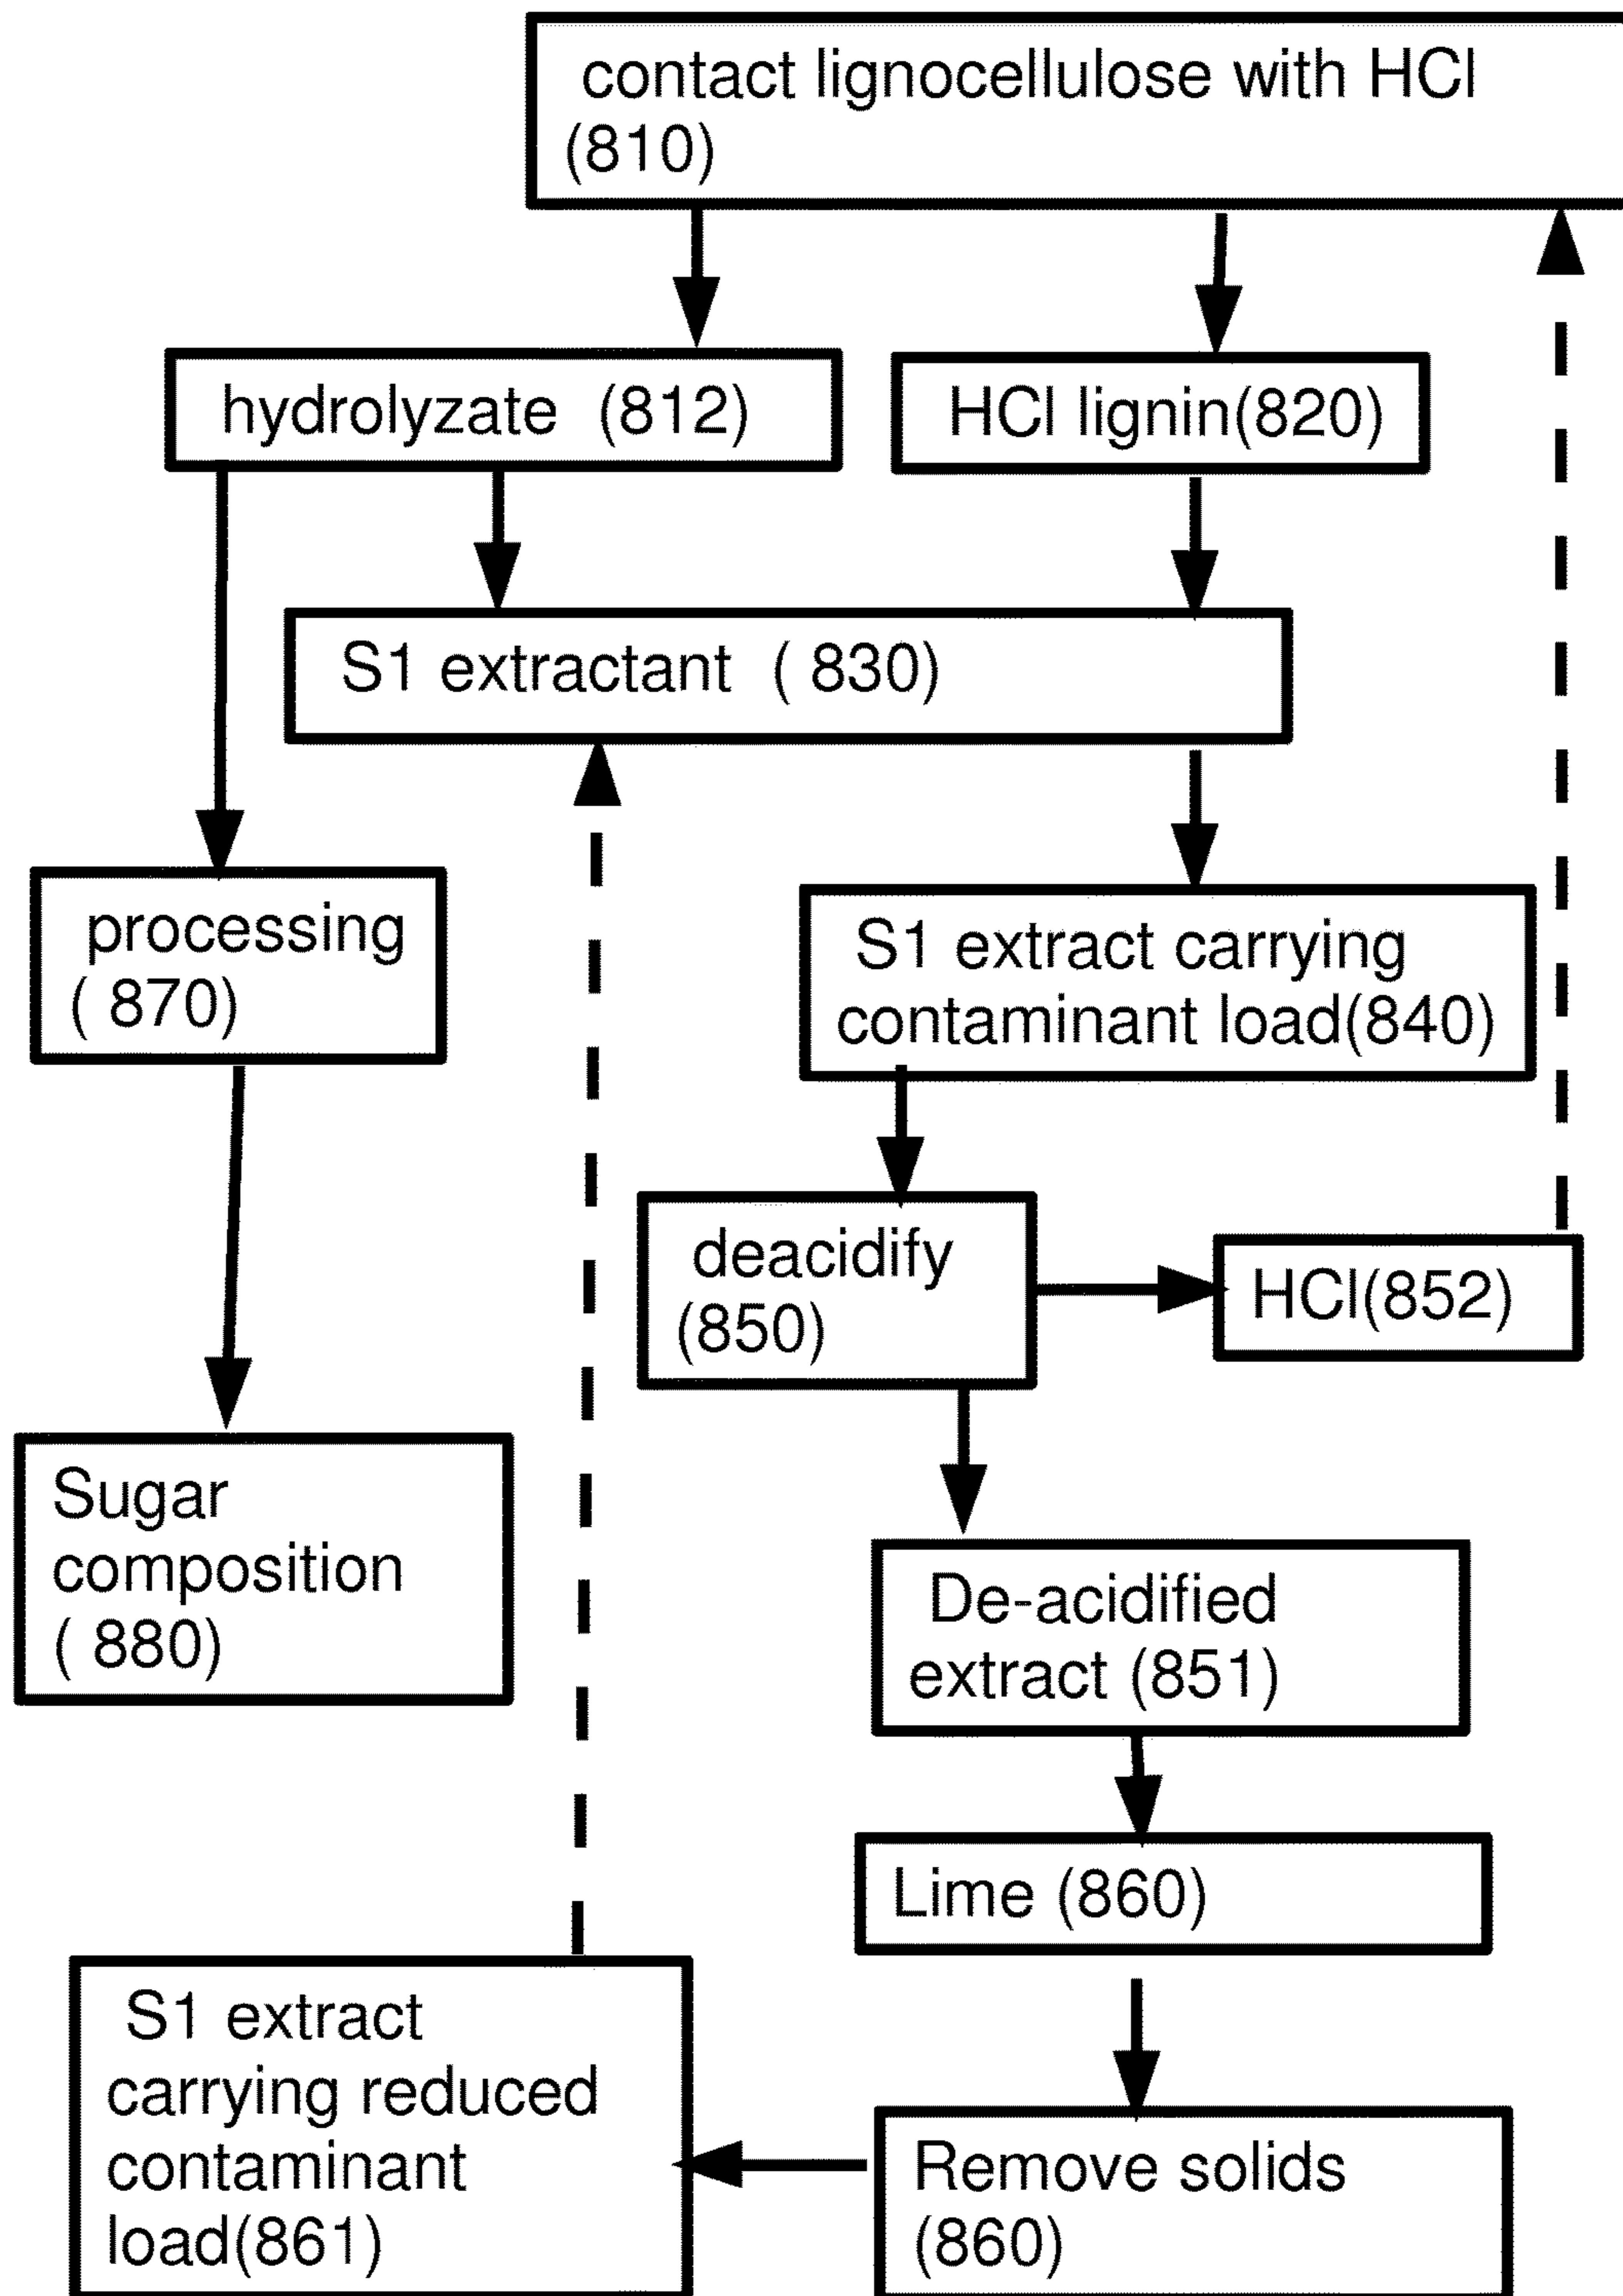 contact lignocellulose with HCl
(810)
hydrolyzate (812)
HCl lignin(820)
S1 extractant ( 830)
processing
( 870)
S1 extract carrying
contaminant load(840)
deacidify
(850)
HCl(852)
Sugar
composition
( 880)
De-acidified
extract (851)
Lime (860)
S1 extract
carrying reduced
contaminant
load(861)
Remove solids
(860)